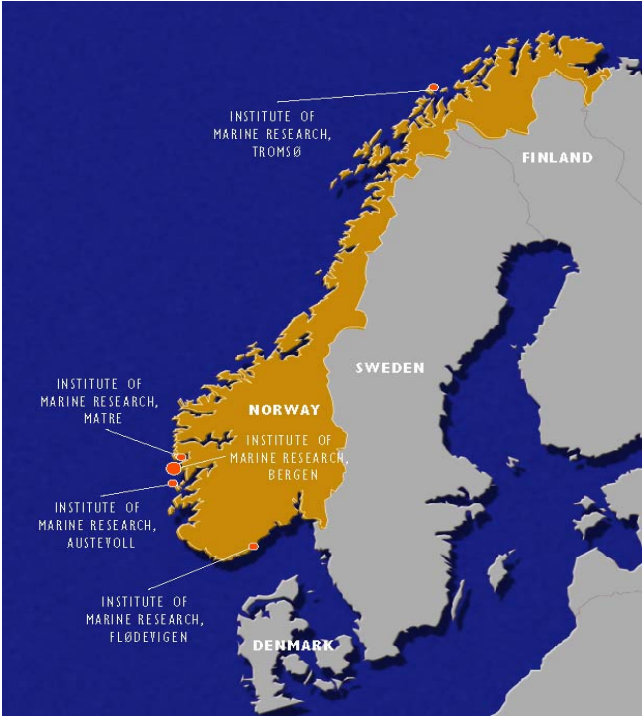 INSTITUTE OF
MARINE RESEARCH,
TROMSØ
FINLAND
SWEDEN
INSTITUTE OF
MARINE RESEARCH,
MATRE
NORWAY
INSTITUTE OF
MARINE RESEARCH,
BERGEN
INSTITUTE OF
MARINE RESEARCH,
AUSTEVOLL
INSTITUTE OF
MARINE RESEARCH,
FLØDEVIGEN
DENMARK